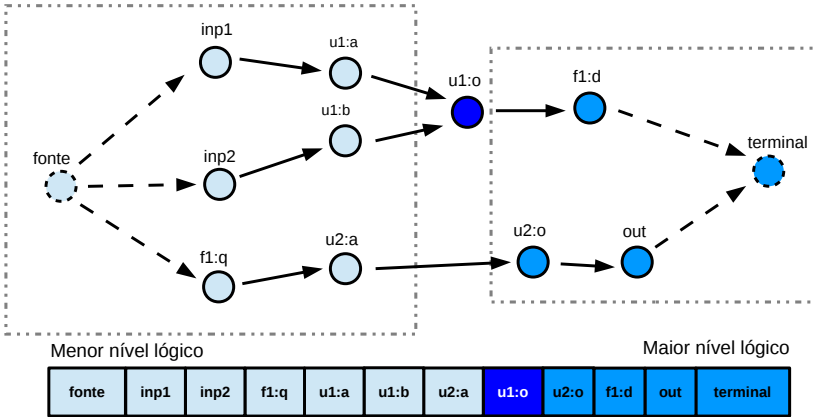 inp1
u1:a
u1:o
f1:d
u1:b
fonte
inp2
terminal
f1:q
u2:a
u2:o
out
Menor nível lógico
Maior nível lógico
fonte inp1 inp2 f1:q u1:a u1:b u2:a u1:o u2:o f1:d out terminal